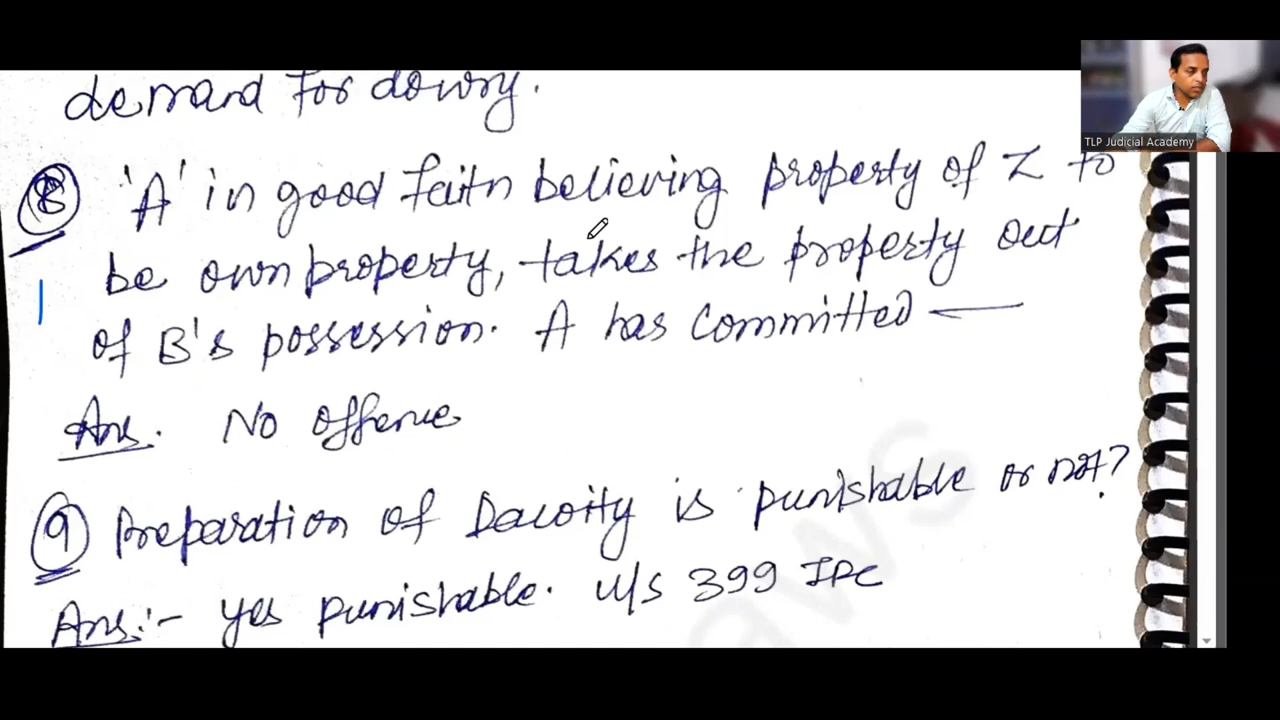 demand for dowry.
TLP Judicial Academy
8 'A' in good faith believing property of Z to
be own property, takes the property out
of B's possession. A has committed —
Ans. No offence
9 Preparation of Dacoity is punishable or not?
Ans:- yes punishable. u/s 399 IPC
aws